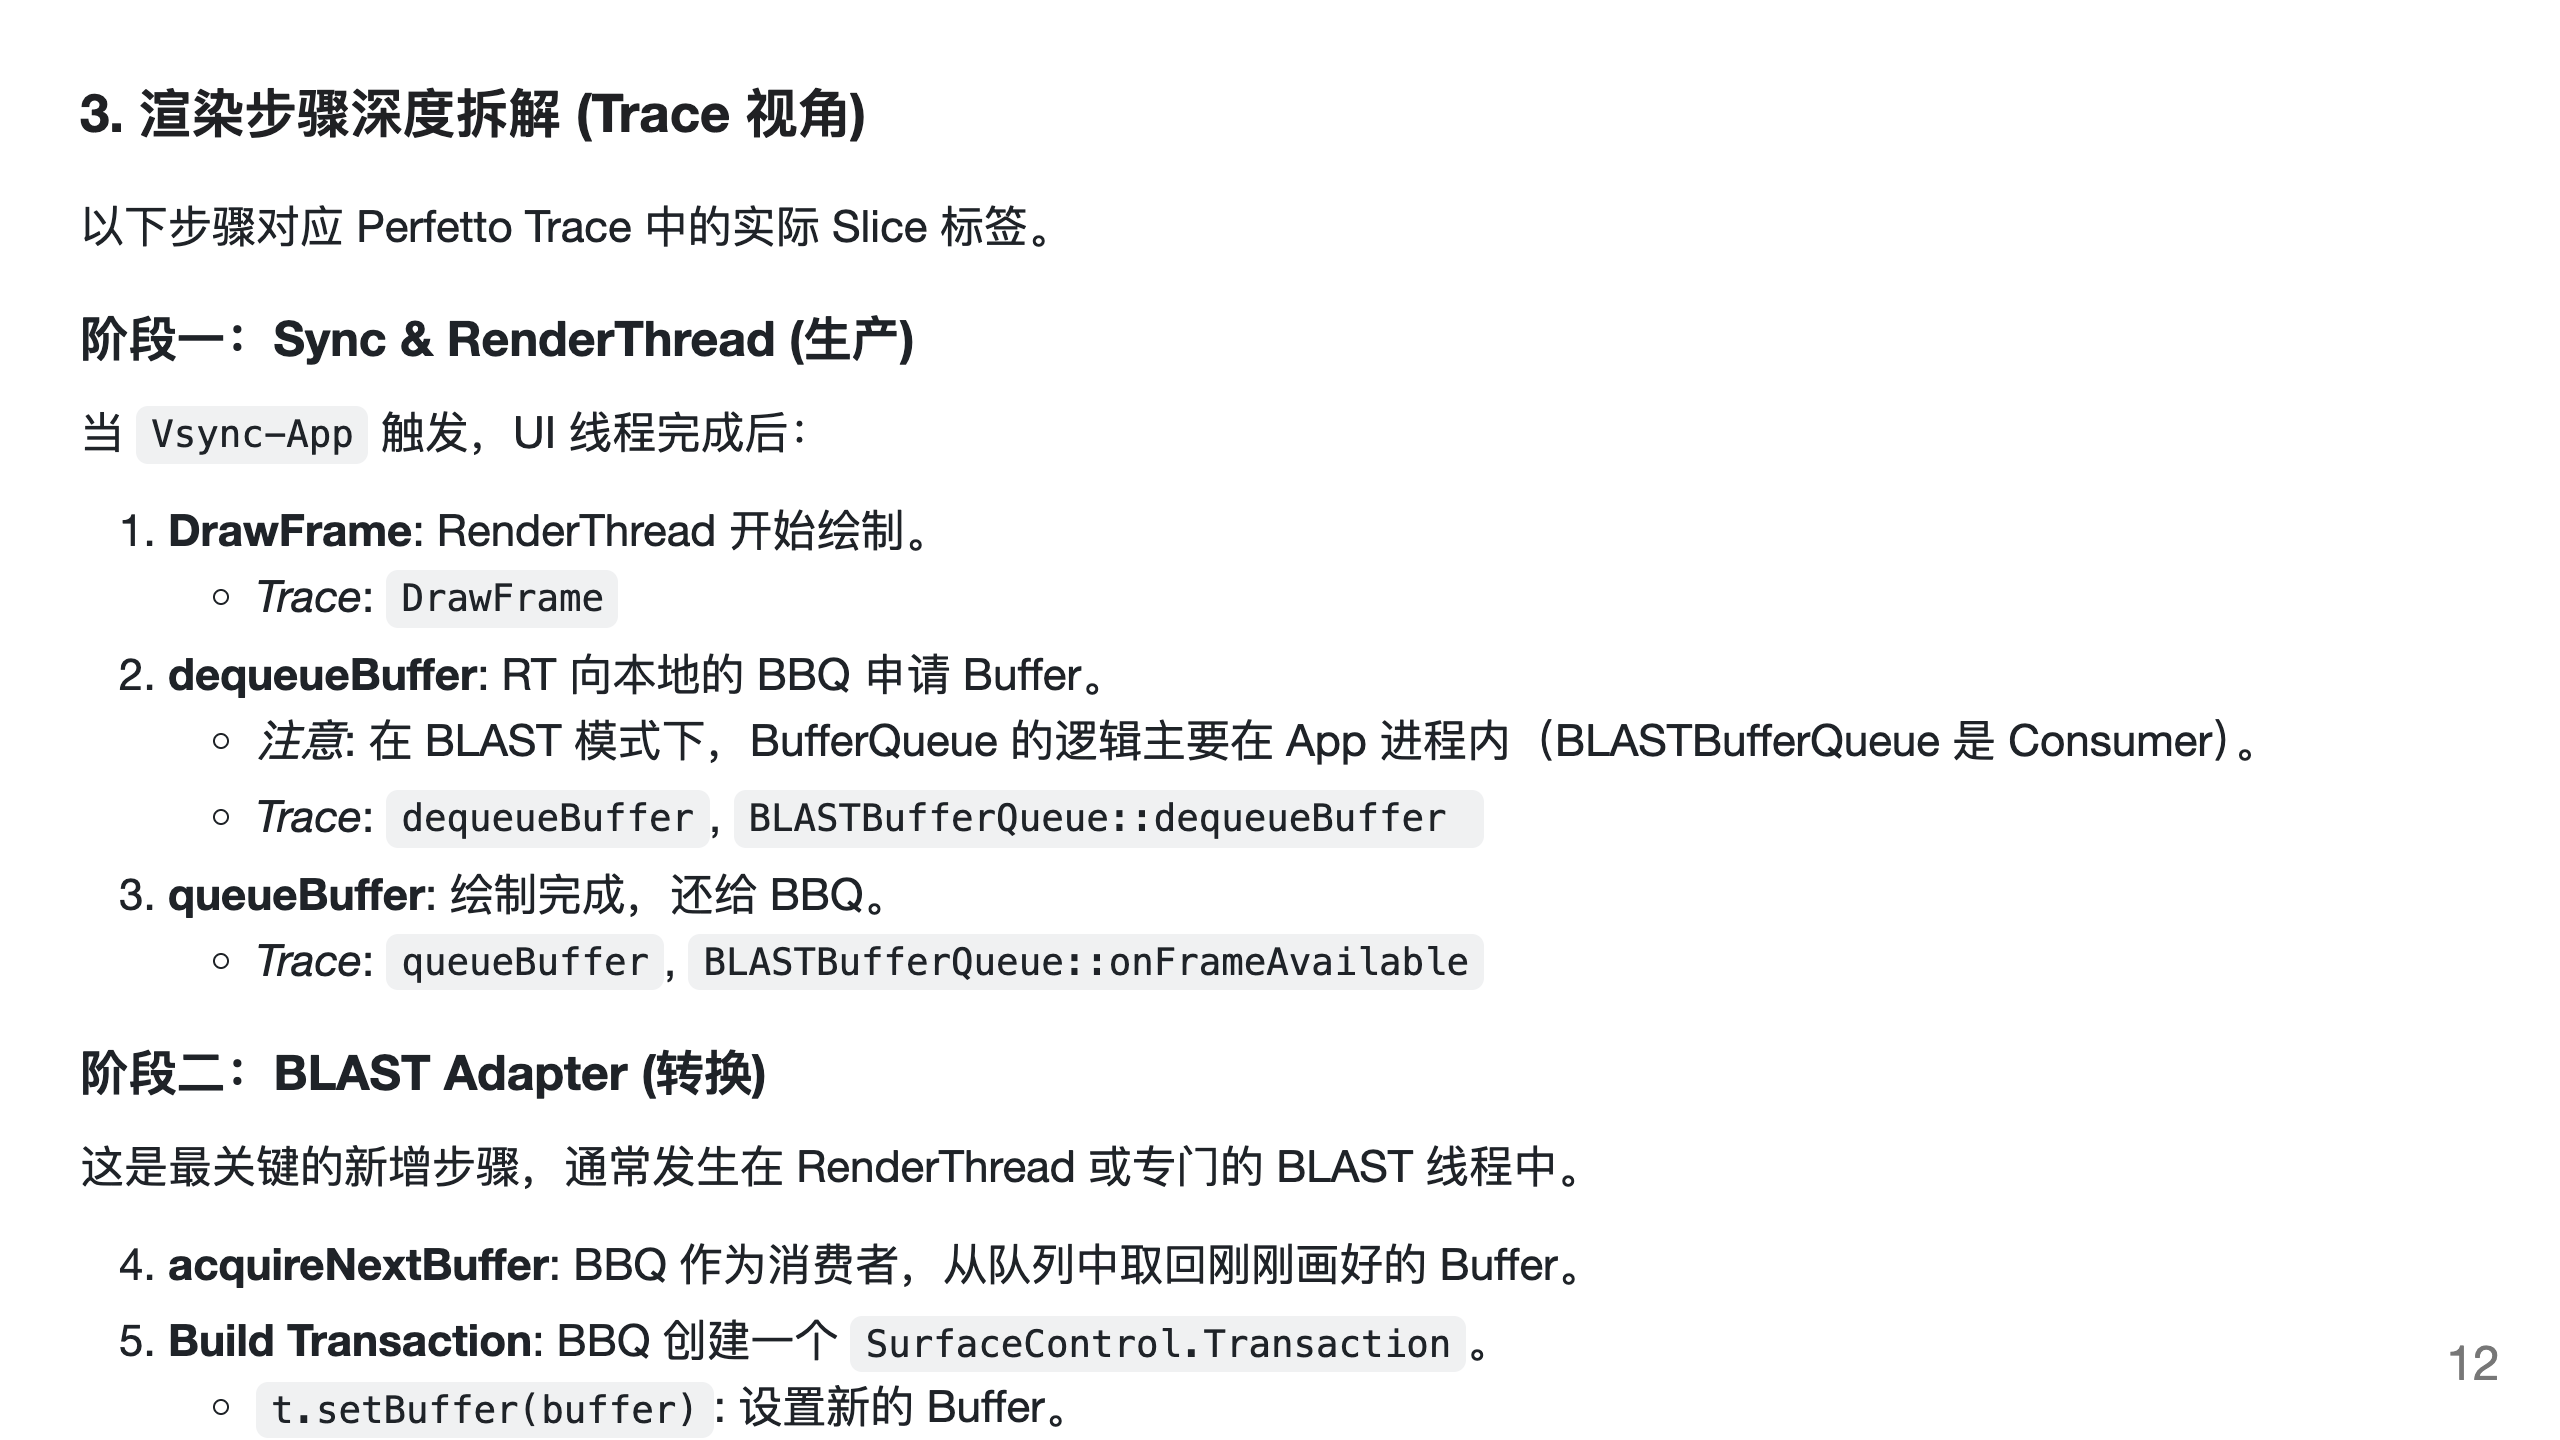 3. 渲染步骤深度拆解 (Trace 视角)
以下步骤对应 Perfetto Trace 中的实际 Slice 标签。
阶段一：Sync & RenderThread (生产)
当 Vsync-App 触发，UI 线程完成后：
1. DrawFrame: RenderThread 开始绘制。
Trace: DrawFrame
2. dequeueBuffer: RT 向本地的 BBQ 申请 Buffer。
注意: 在 BLAST 模式下，BufferQueue 的逻辑主要在 App 进程内（BLASTBufferQueue 是 Consumer）。
Trace: dequeueBuffer, BLASTBufferQueue::dequeueBuffer
3. queueBuffer: 绘制完成，还给 BBQ。
Trace: queueBuffer, BLASTBufferQueue::onFrameAvailable
阶段二：BLAST Adapter (转换)
这是最关键的新增步骤，通常发生在 RenderThread 或专门的 BLAST 线程中。
4. acquireNextBuffer: BBQ 作为消费者，从队列中取回刚刚画好的 Buffer。
5. Build Transaction: BBQ 创建一个 SurfaceControl.Transaction。
t.setBuffer(buffer): 设置新的 Buffer。
12